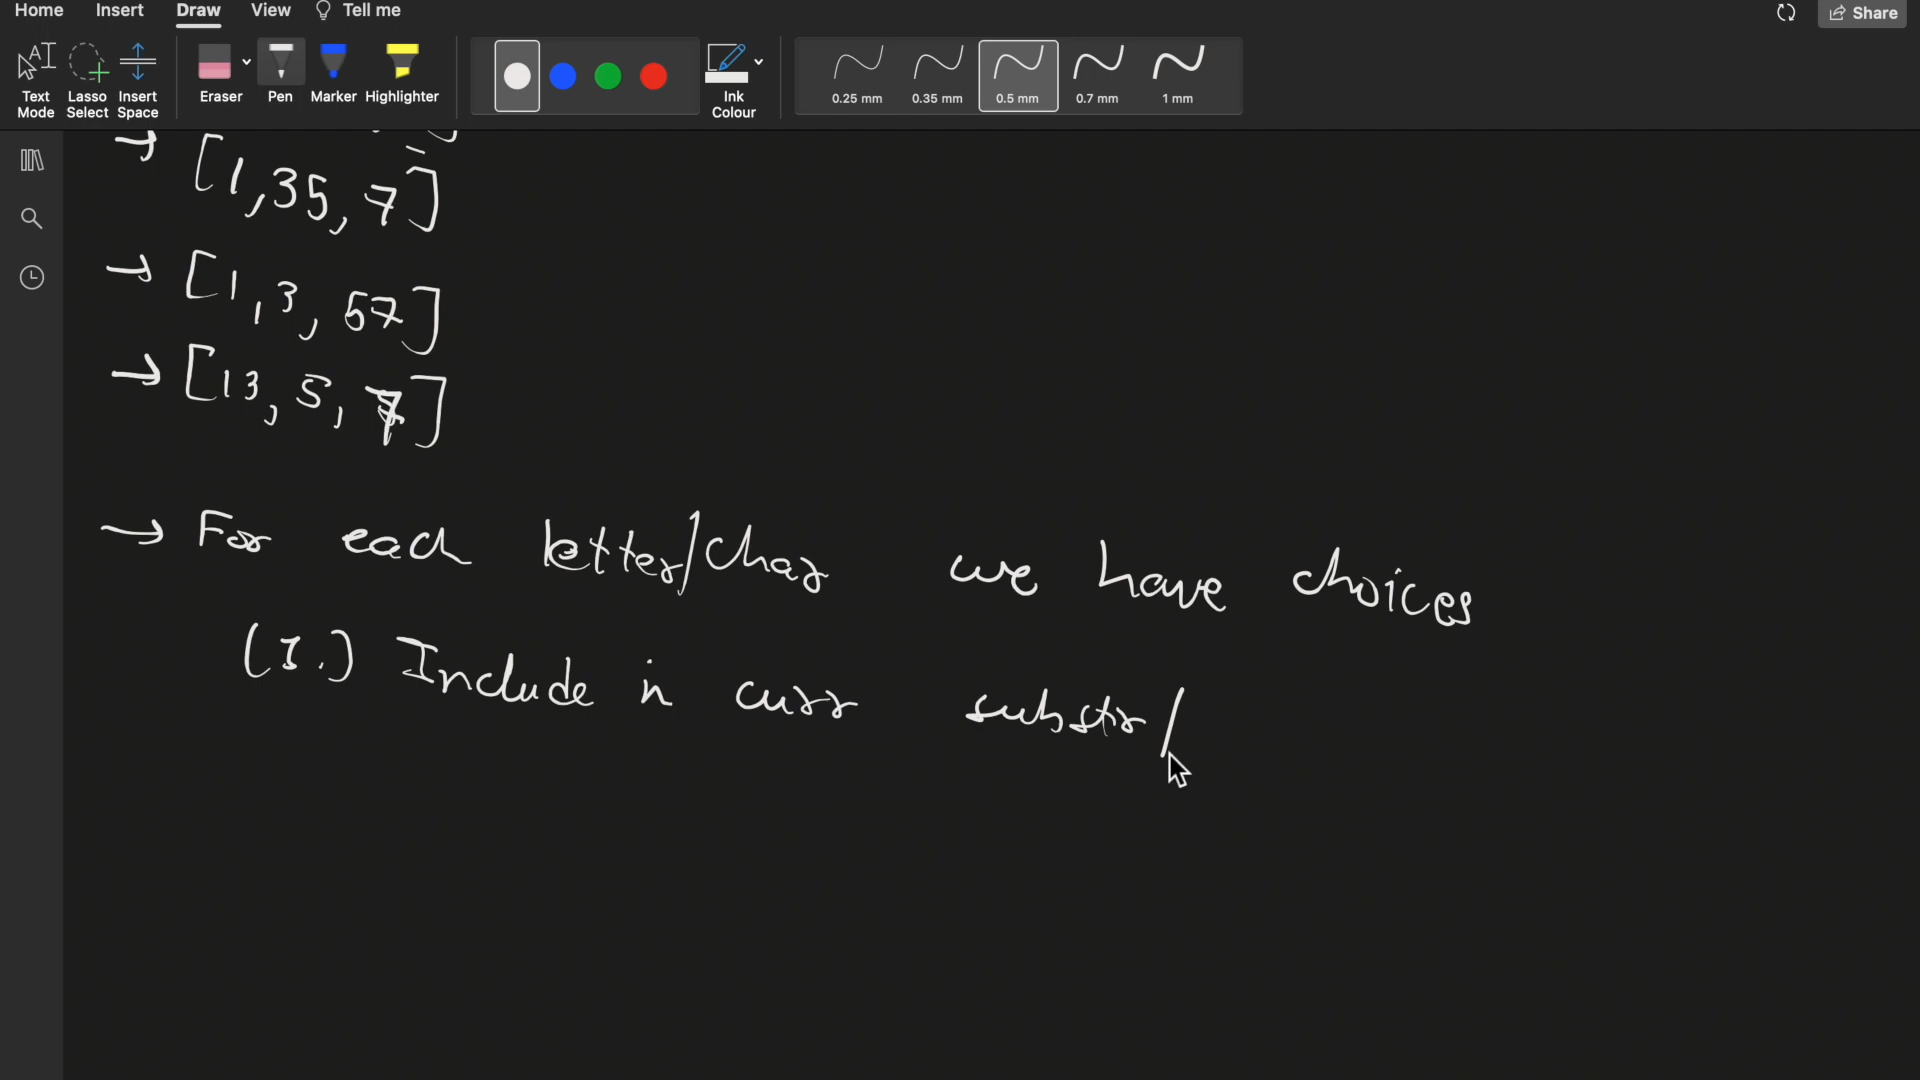 Home Insert Draw View Tell me Share
Text Mode Lasso Select Insert Space Eraser Pen Marker Highlighter Ink Colour 0.25 mm 0.35 mm 0.5 mm 0.7 mm 1 mm
→ [1,35,7]
→ [1,3,57]
→ [13,5,7]
→ For each letter/char we have choices
(I.) Include in curr substr/